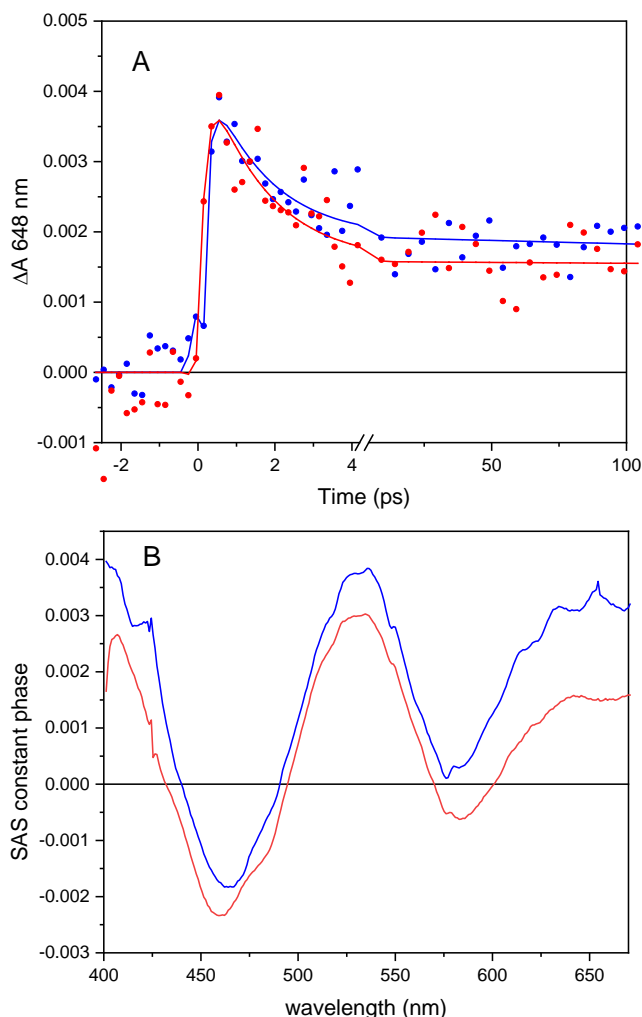 0.005
A
0.004
0.003
0.002
0.001
0.000
-0.001
ΔA 648 nm
-2 0 2 4 50 100
Time (ps)
B
0.004
0.003
0.002
0.001
0.000
-0.001
-0.002
-0.003
SAS constant phase
400 450 500 550 600 650
wavelength (nm)